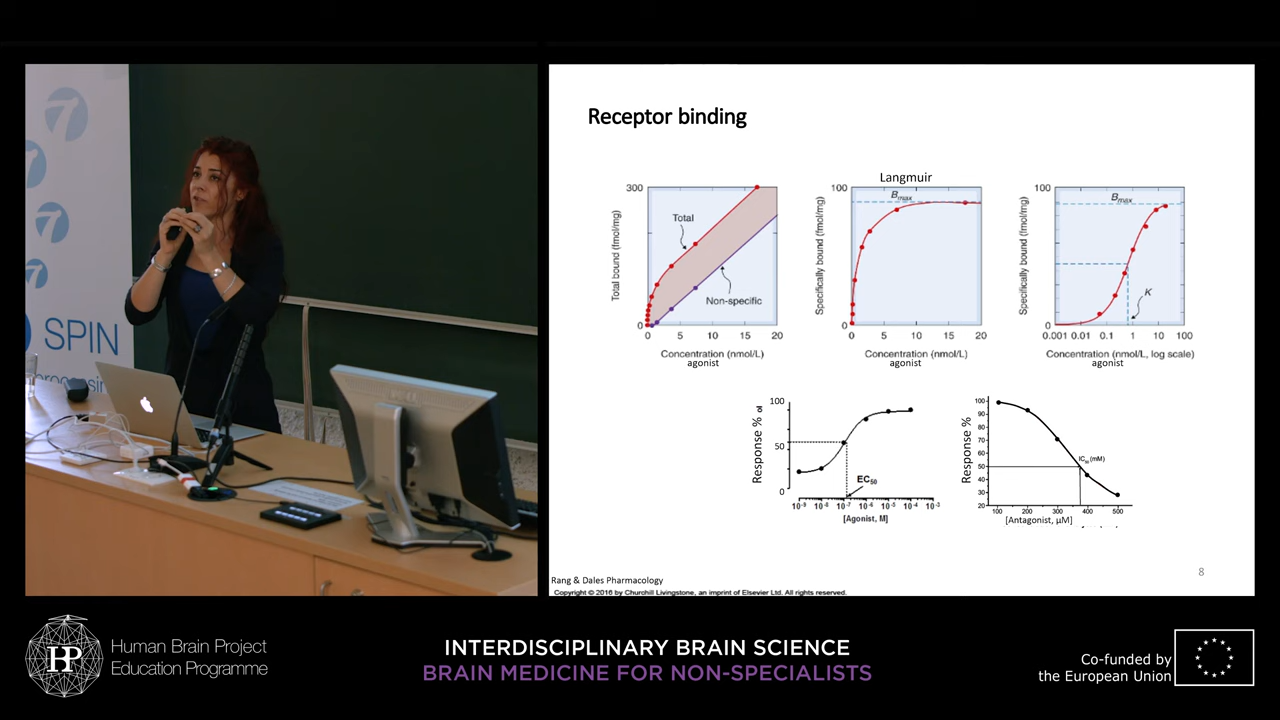 SPIN
Receptor binding
300
0
Total bound (fmol/mg)
Total
Non-specific
0 5 10 15 20
Concentration (nmol/L)
agonist
Langmuir
100
0
Specifically bound (fmol/mg)
Bmax
0 5 10 15 20
Concentration (nmol/L)
agonist
100
0
Specifically bound (fmol/mg)
Bmax
K
0.001 0.01 0.1 1 10 100
Concentration (nmol/L, log scale)
agonist
100
50
0
Response %
EC50
10-9 10-8 10-7 10-6 10-5 10-4 10-3
[Agonist, M]
100
90
80
70
60
50
40
30
20
Response %
IC50 (mM)
100 200 300 400 500
[Antagonist, µM]
8
Rang & Dales Pharmacology
Copyright © 2016 by Churchill Livingstone, an imprint of Elsevier Ltd. All rights reserved.
HBP
Human Brain Project
Education Programme
INTERDISCIPLINARY BRAIN SCIENCE
BRAIN MEDICINE FOR NON-SPECIALISTS
Co-funded by
the European Union